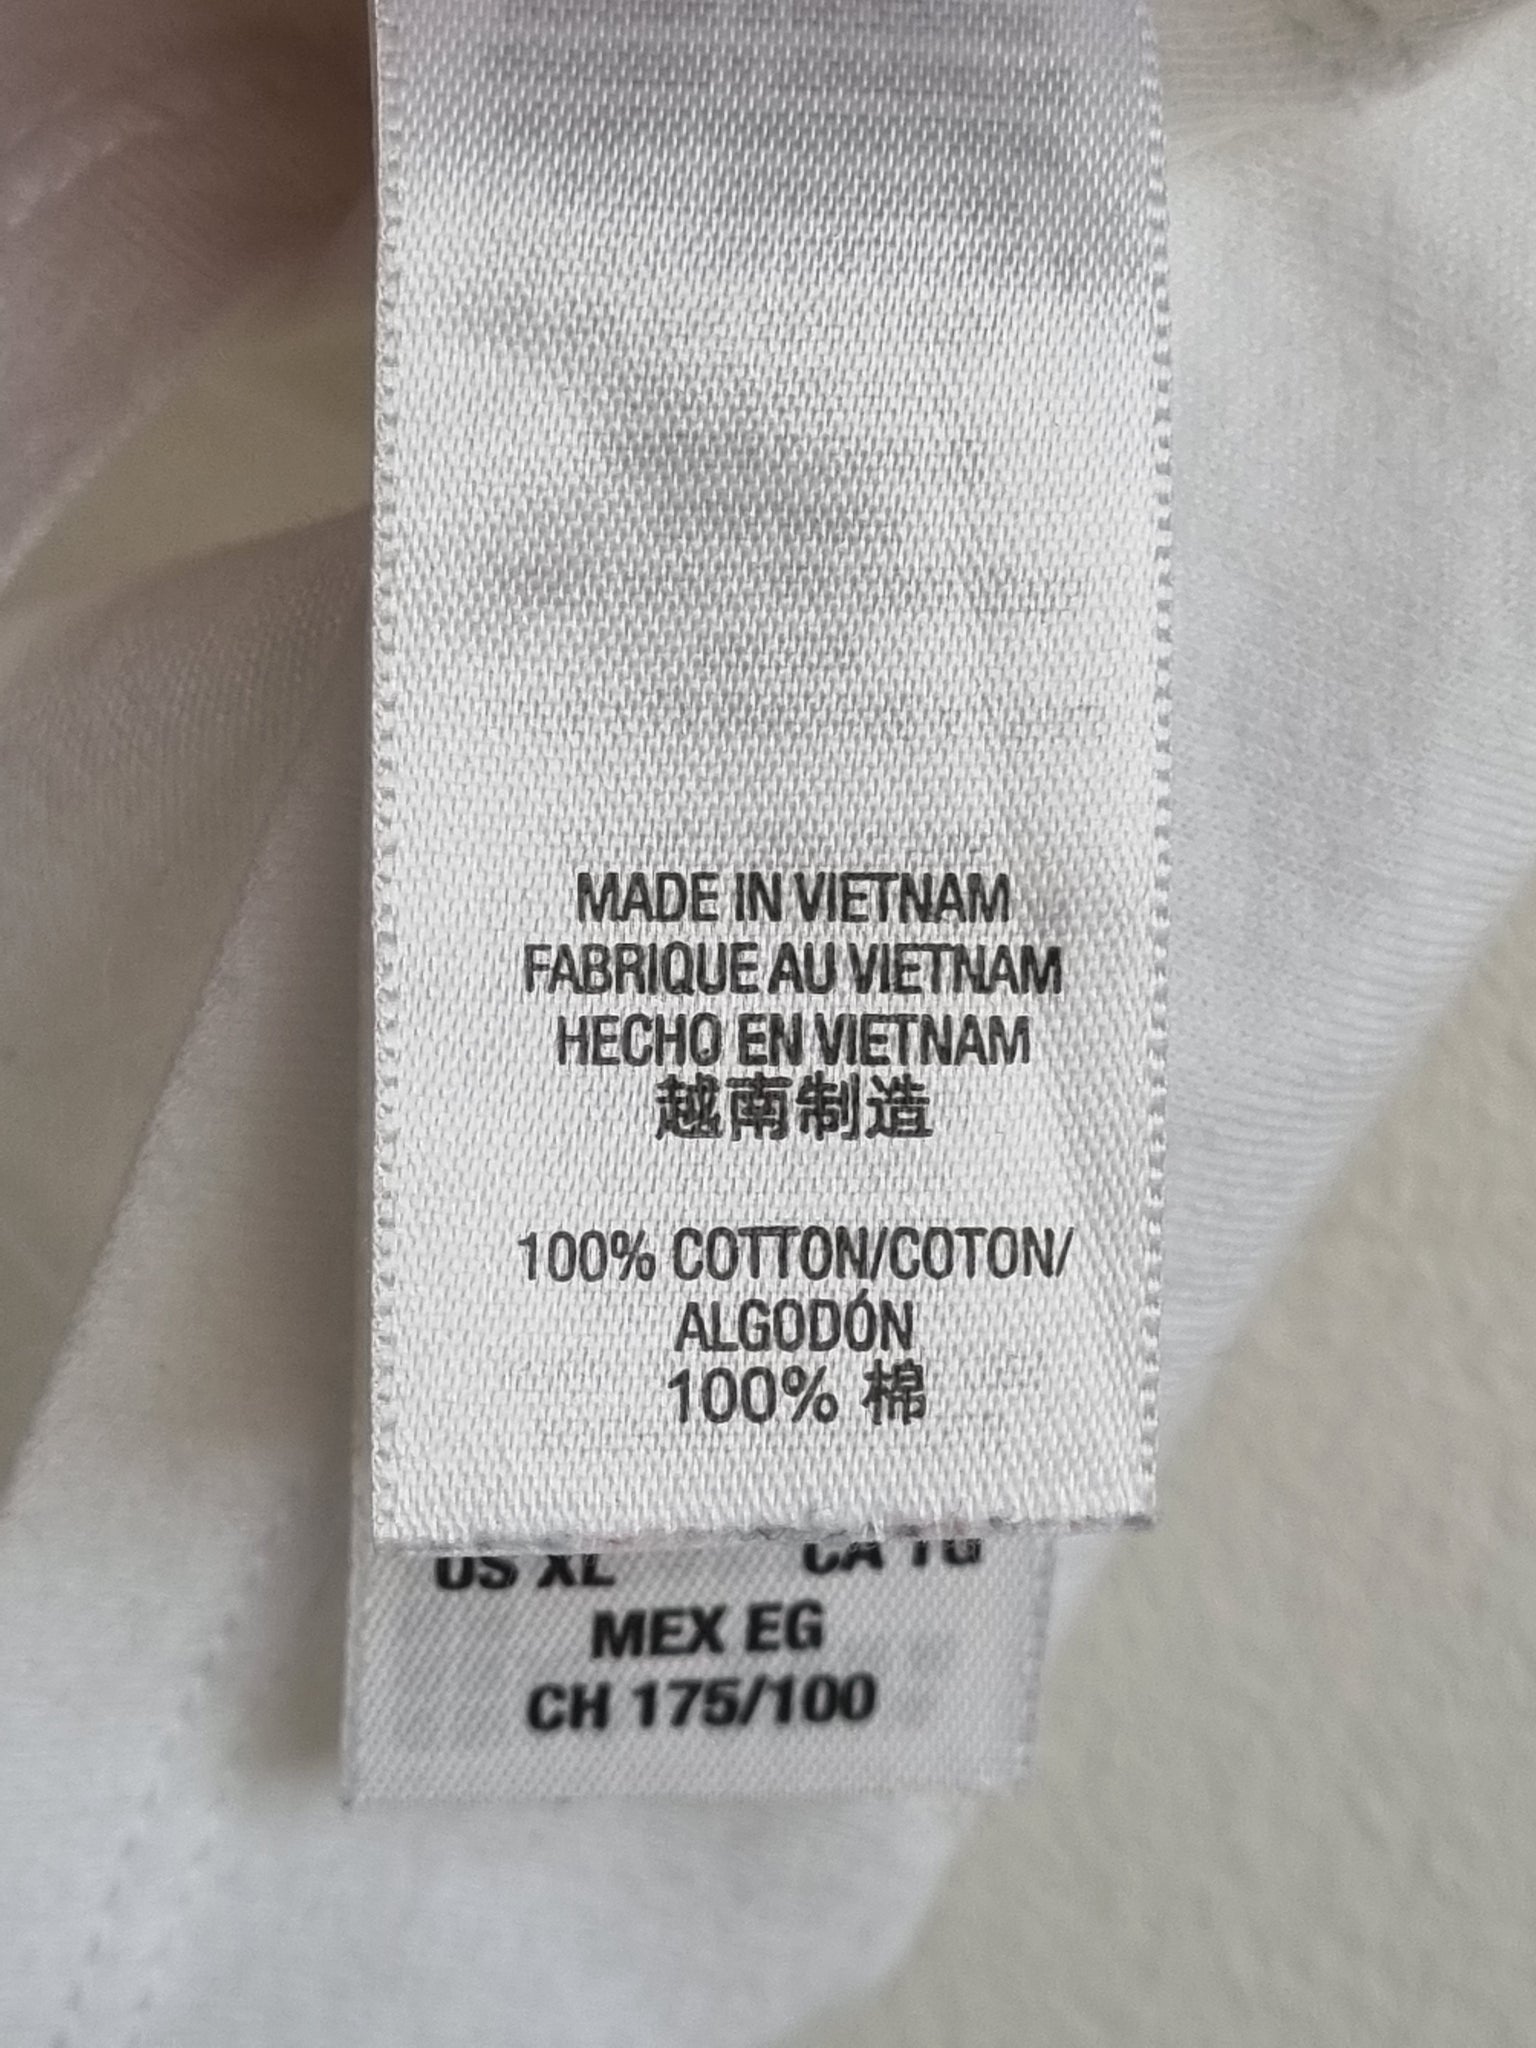 MADE IN VIETNAM
FABRIQUE AU VIETNAM
HECHO EN VIETNAM
越南制造
100% COTTON/COTON/
ALGODÓN
100% 棉
US XL CA TG
MEX EG
CH 175/100